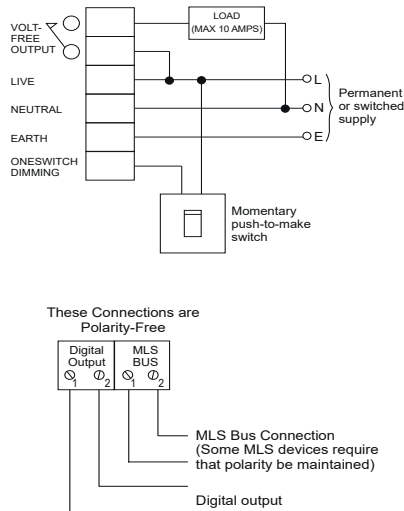 VOLT-
FREE
OUTPUT
LOAD
(MAX 10 AMPS)
LIVE
L
NEUTRAL
N
Permanent
or switched
supply
EARTH
E
ONESWITCH
DIMMING
Momentary
push-to-make
switch
These Connections are
Polarity-Free
Digital
Output
MLS
BUS
1 2 1 2
MLS Bus Connection
(Some MLS devices require
that polarity be maintained)
Digital output